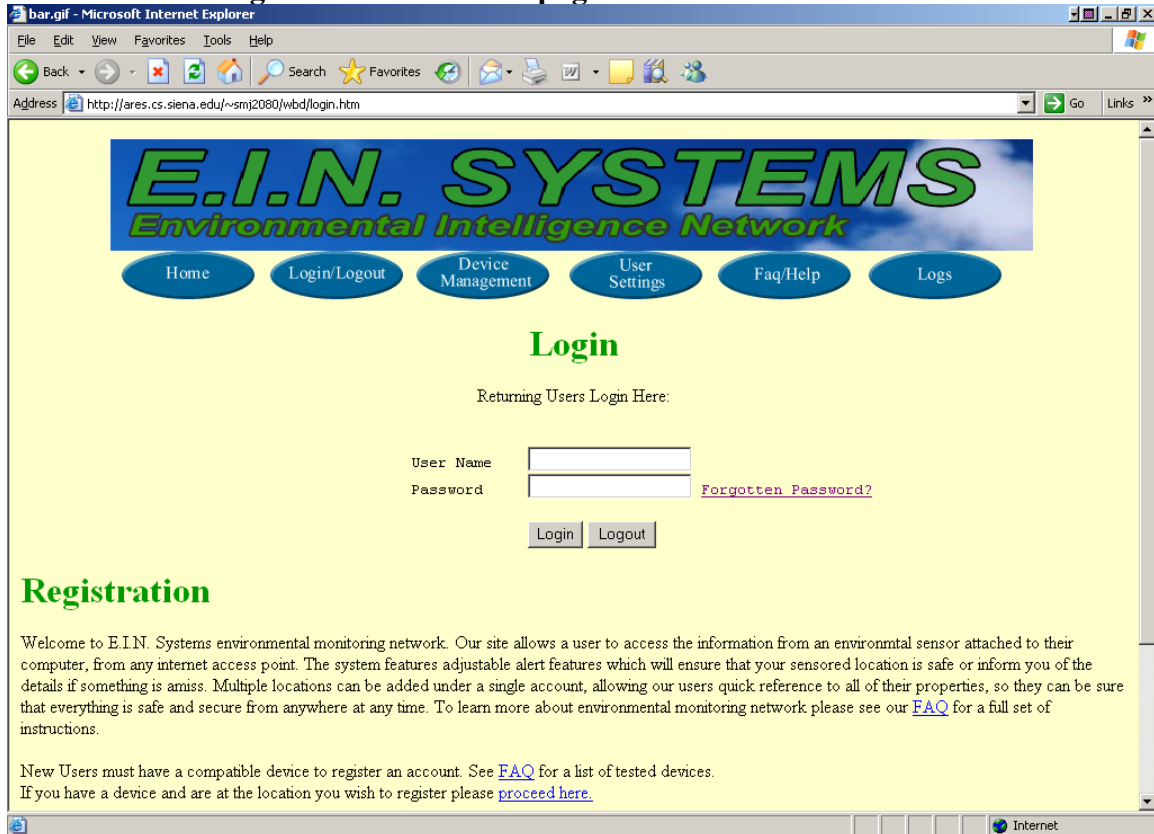 bar.gif - Microsoft Internet Explorer
File Edit View Favorites Tools Help
Back Search Favorites
Address http://ares.cs.siena.edu/~smj2080/wbd/login.htm Go Links »
E.I.N. SYSTEMS
Environmental Intelligence Network
Home Login/Logout Device Management User Settings Faq/Help Logs
Login
Returning Users Login Here:
User Name
Password Forgotten Password?
Login Logout
Registration
Welcome to E.I.N. Systems environmental monitoring network. Our site allows a user to access the information from an environmtal sensor attached to their
computer, from any internet access point. The system features adjustable alert features which will ensure that your sensored location is safe or inform you of the
details if something is amiss. Multiple locations can be added under a single account, allowing our users quick reference to all of their properties, so they can be sure
that everything is safe and secure from anywhere at any time. To learn more about environmental monitoring network please see our FAQ for a full set of
instructions.
New Users must have a compatible device to register an account. See FAQ for a list of tested devices.
If you have a device and are at the location you wish to register please proceed here.
Internet